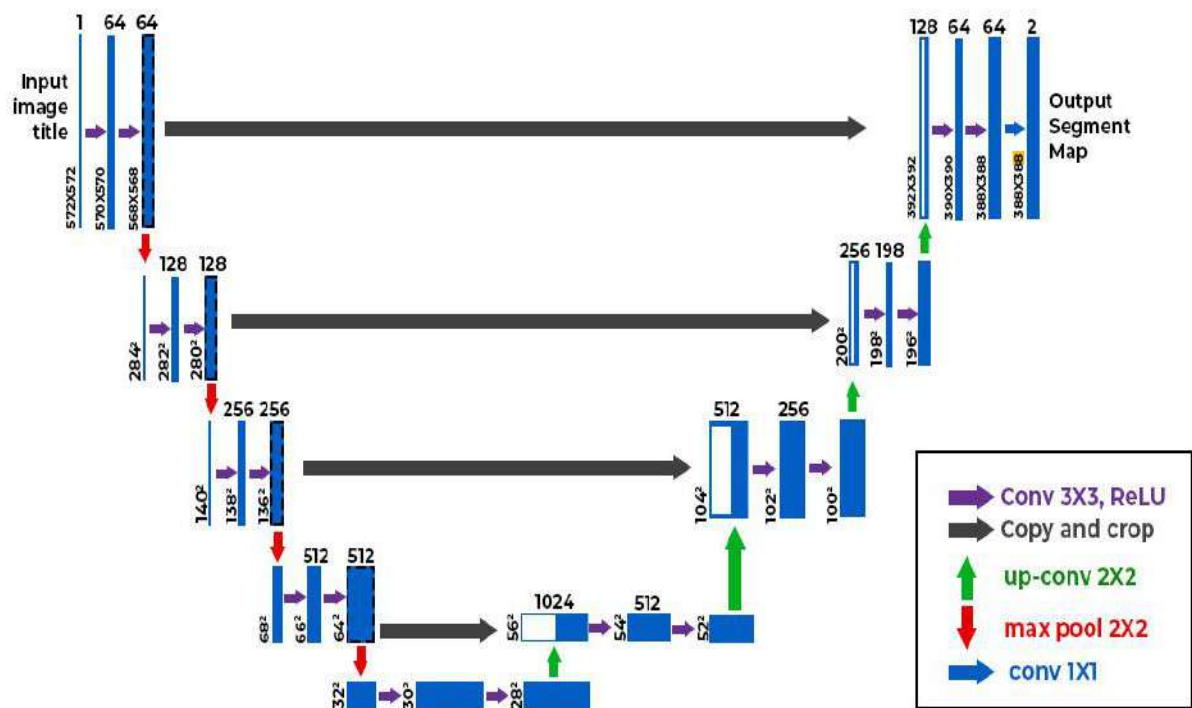 1 64 64
Input
image
title
572X572
570X570
568X568
128 64 64 2
Output
Segment
Map
392X392
390X390
388X388
388X388
128 128
284²
282²
280²
256 198
200²
198²
196²
256 256
140²
138²
136²
512 256
104²
102²
100²
512 512
68²
66²
64²
1024 512
56²
54²
52²
32²
30²
28²
Conv 3X3, ReLU
Copy and crop
up-conv 2X2
max pool 2X2
conv 1X1